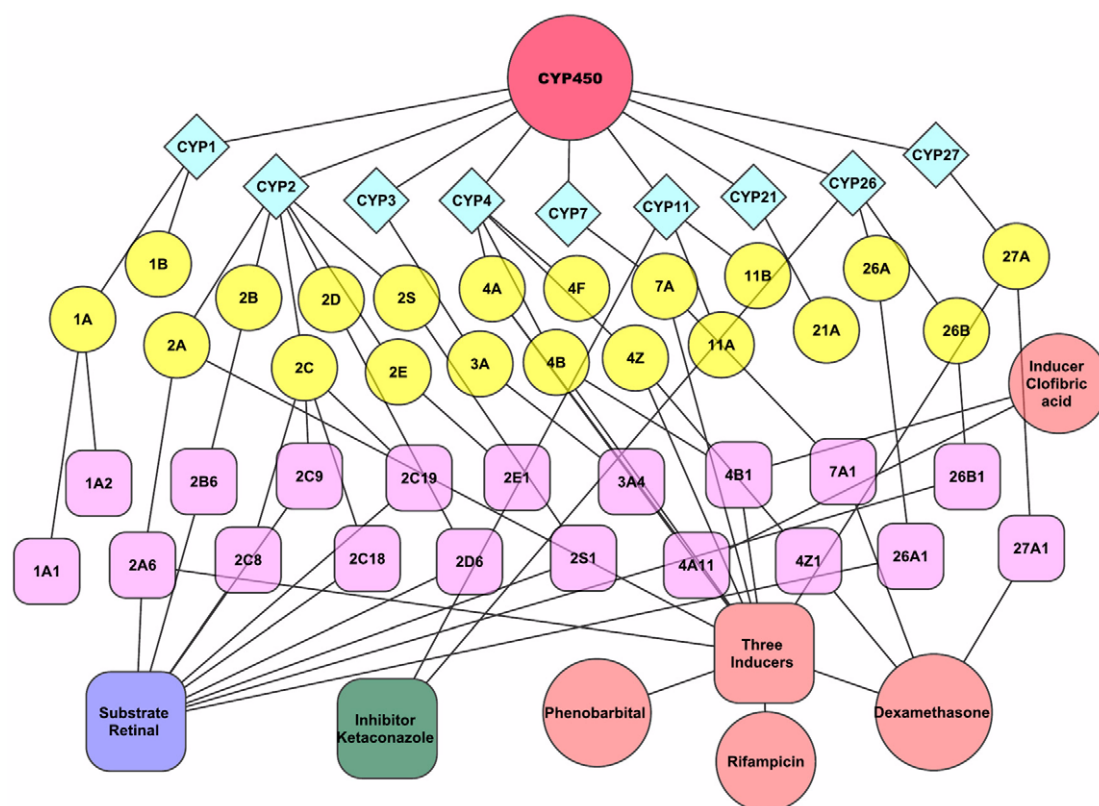 CYP450
CYP1
CYP2
CYP3
CYP4
CYP7
CYP11
CYP21
CYP26
CYP27
1B
1A
2A
2B
2D
2S
2C
2E
3A
4A
4F
4B
4Z
7A
11B
11A
21A
26A
27A
26B
Inducer
Clofibric
acid
1A2
2B6
2C9
2C19
2E1
3A4
4B1
7A1
26B1
1A1
2A6
2C8
2C18
2D6
2S1
4A11
4Z1
26A1
27A1
Substrate
Retinal
Inhibitor
Ketaconazole
Three
Inducers
Phenobarbital
Rifampicin
Dexamethasone